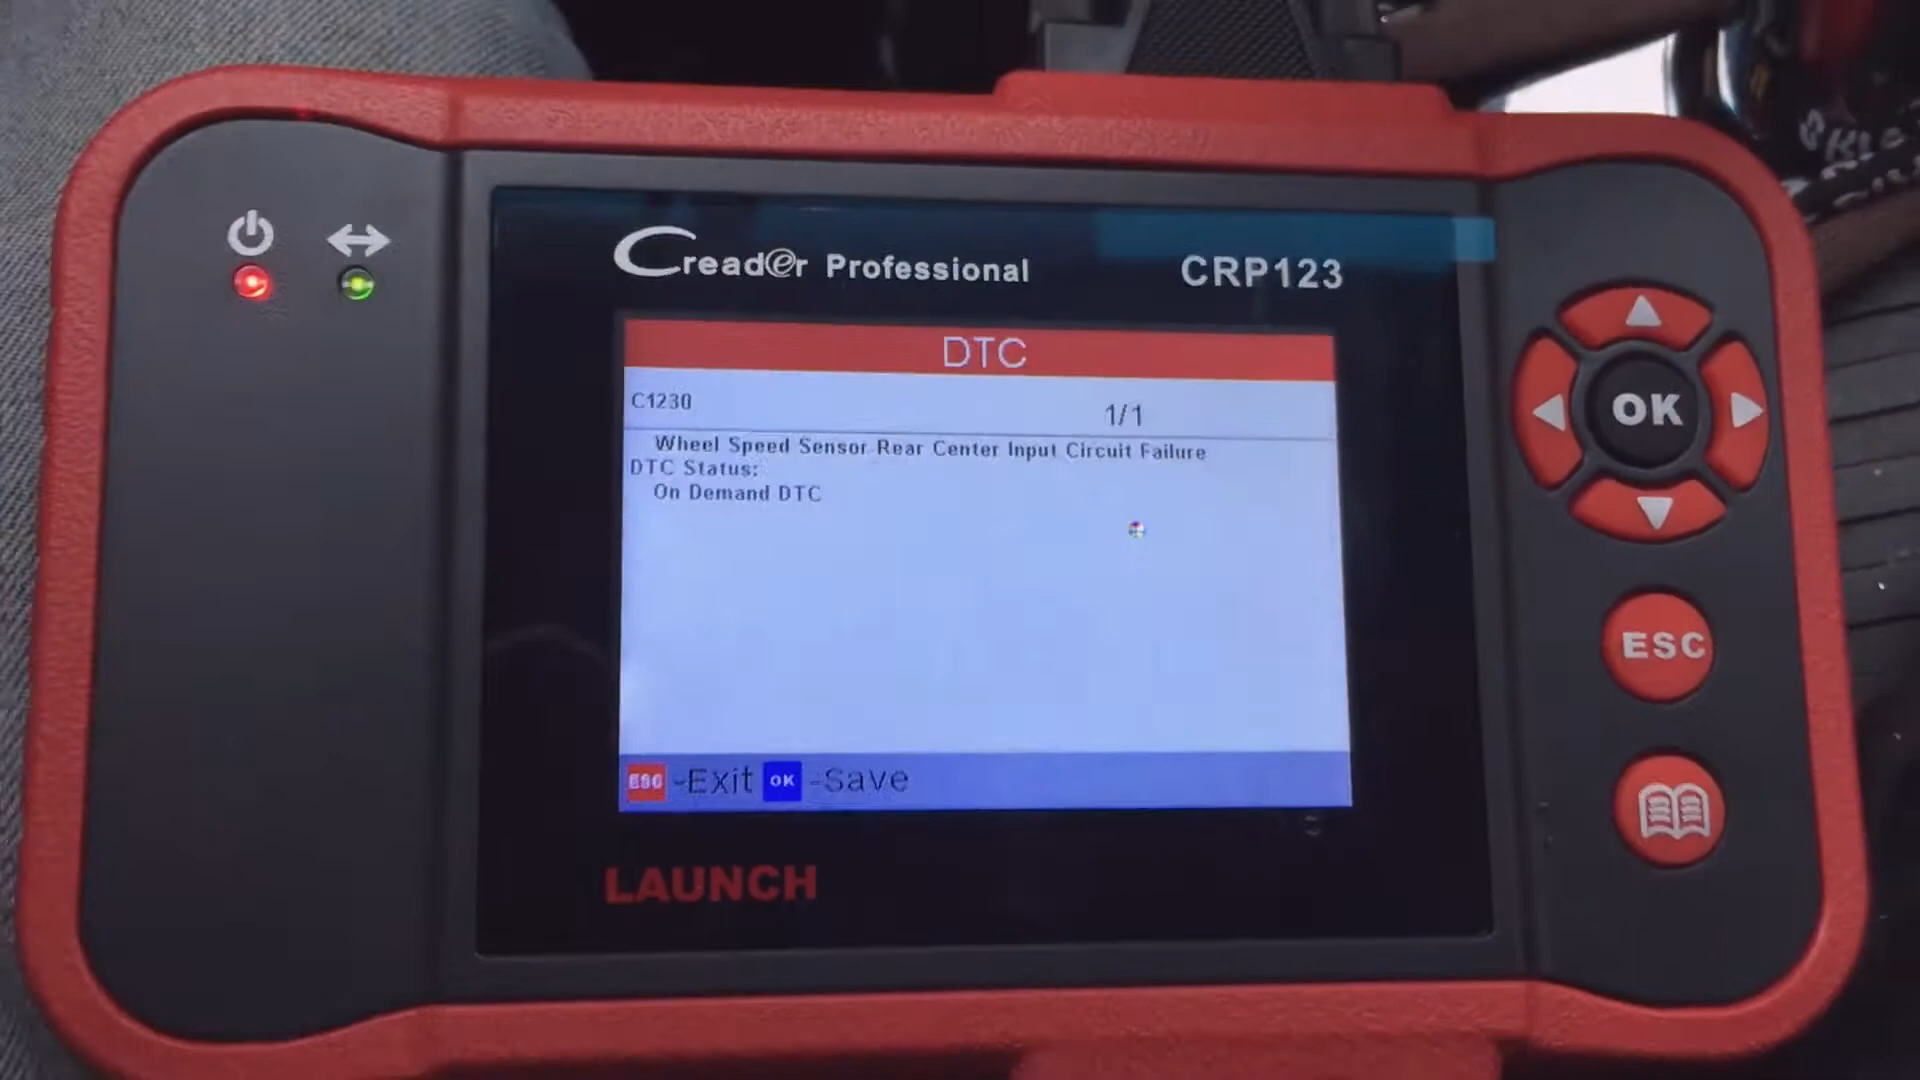 Creader Professional CRP123
DTC
C1230 1/1
Wheel Speed Sensor Rear Center Input Circuit Failure
DTC Status:
On Demand DTC
ESC -Exit OK -Save
LAUNCH
OK
ESC